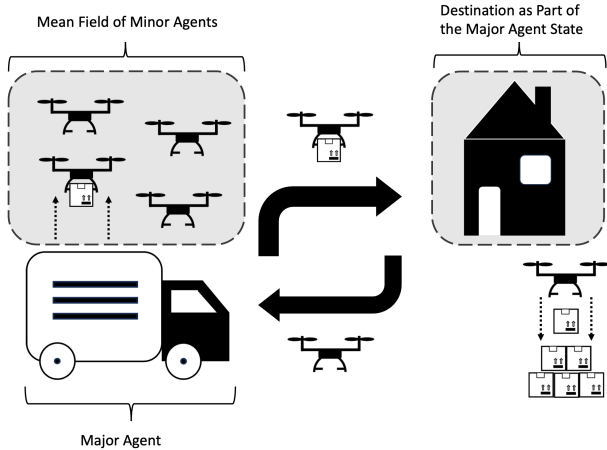 Mean Field of Minor Agents
Destination as Part of
the Major Agent State
Major Agent